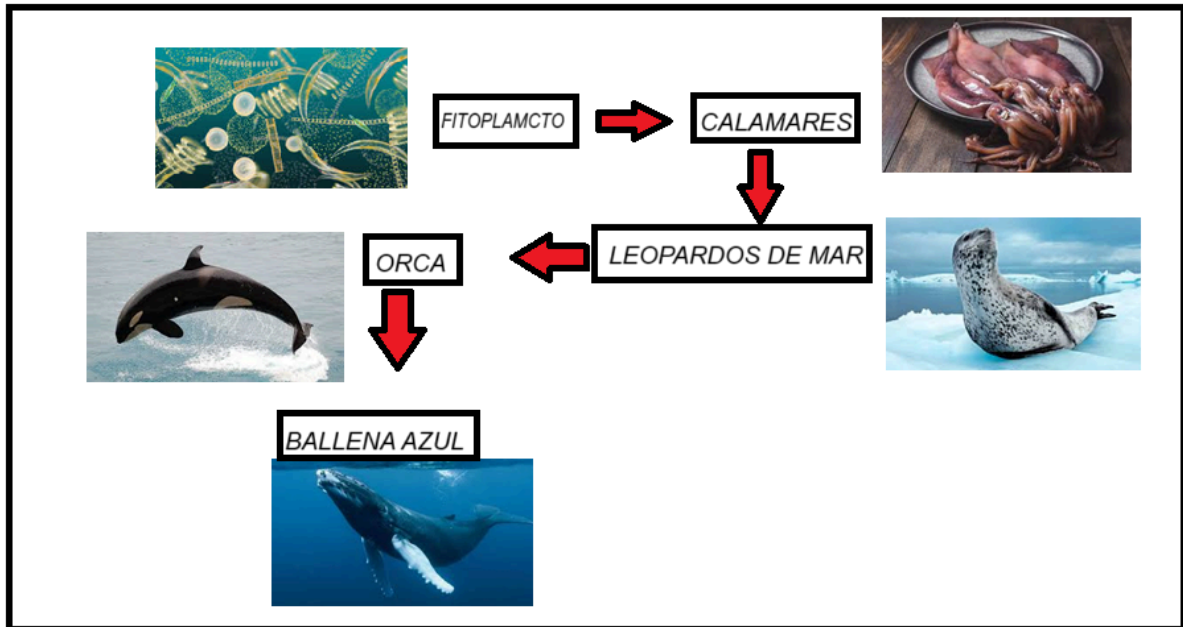 FITOPLAMCTO
CALAMARES
LEOPARDOS DE MAR
ORCA
BALLENA AZUL